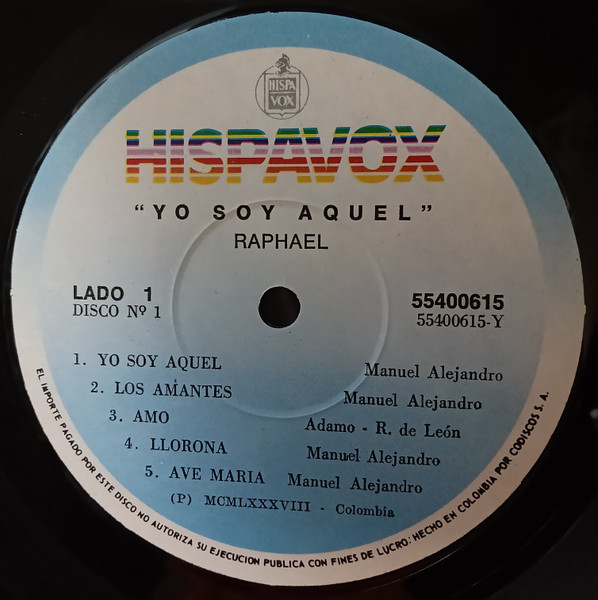 HISPA
VOX
HISPAVOX
"YO SOY AQUEL"
RAPHAEL
LADO 1
DISCO Nº 1
55400615
55400615-Y
1. YO SOY AQUEL Manuel Alejandro
2. LOS AMANTES Manuel Alejandro
3. AMO Adamo - R. de León
4. LLORONA Manuel Alejandro
5. AVE MARIA Manuel Alejandro
(P) MCMLXXXVIII - Colombia
EL IMPORTE PAGADO POR ESTE DISCO NO AUTORIZA SU EJECUCION PUBLICA CON FINES DE LUCRO: HECHO EN COLOMBIA POR CODISCOS S.A.